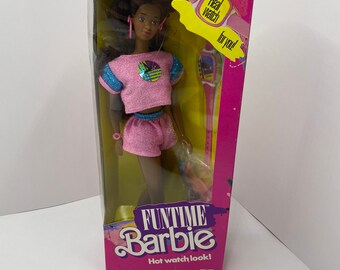 Real
Watch
for you!
FUNTIME
Barbie
Hot watch look!